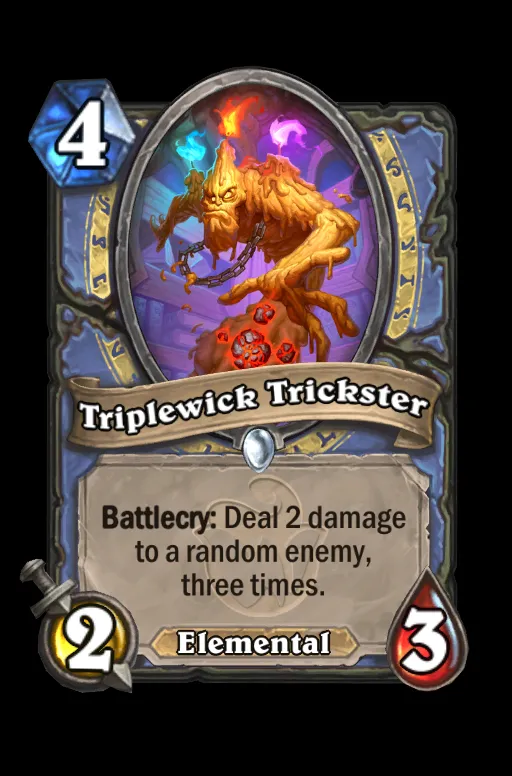 4
Triplewick Trickster
Battlecry: Deal 2 damage
to a random enemy,
three times.
2
Elemental
3